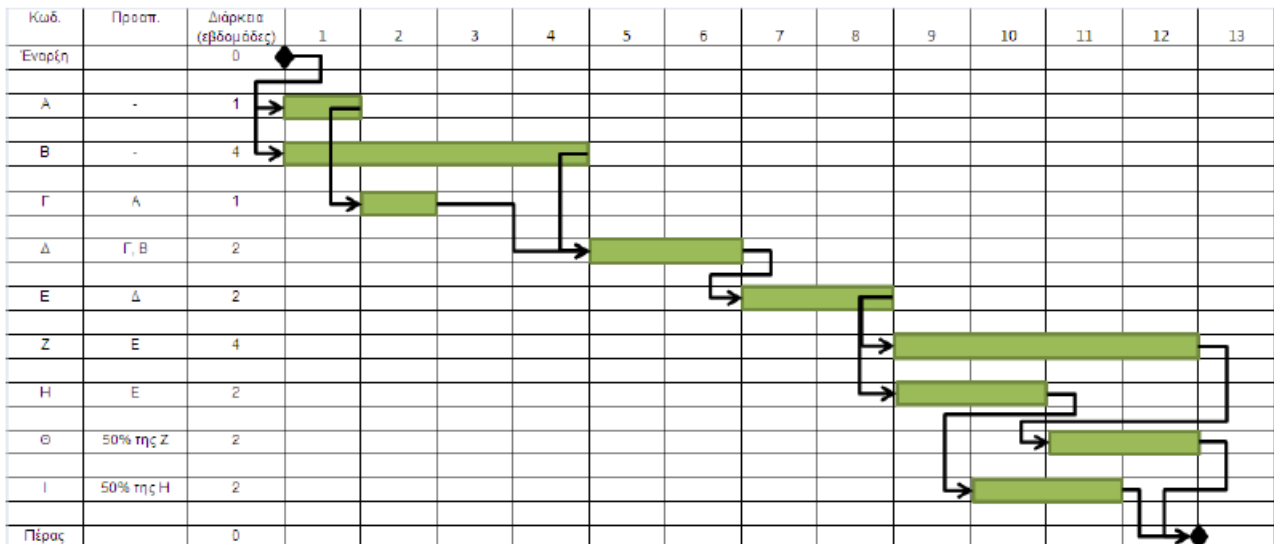 Κωδ. Προαπ. Διάρκεια
(εβδομάδες) 1 2 3 4 5 6 7 8 9 10 11 12 13
Έναρξη 0
Α - 1
Β - 4
Γ Α 1
Δ Γ, Β 2
Ε Δ 2
Ζ Ε 4
Η Ε 2
Θ 50% της Ζ 2
Ι 50% της Η 2
Πέρας 0